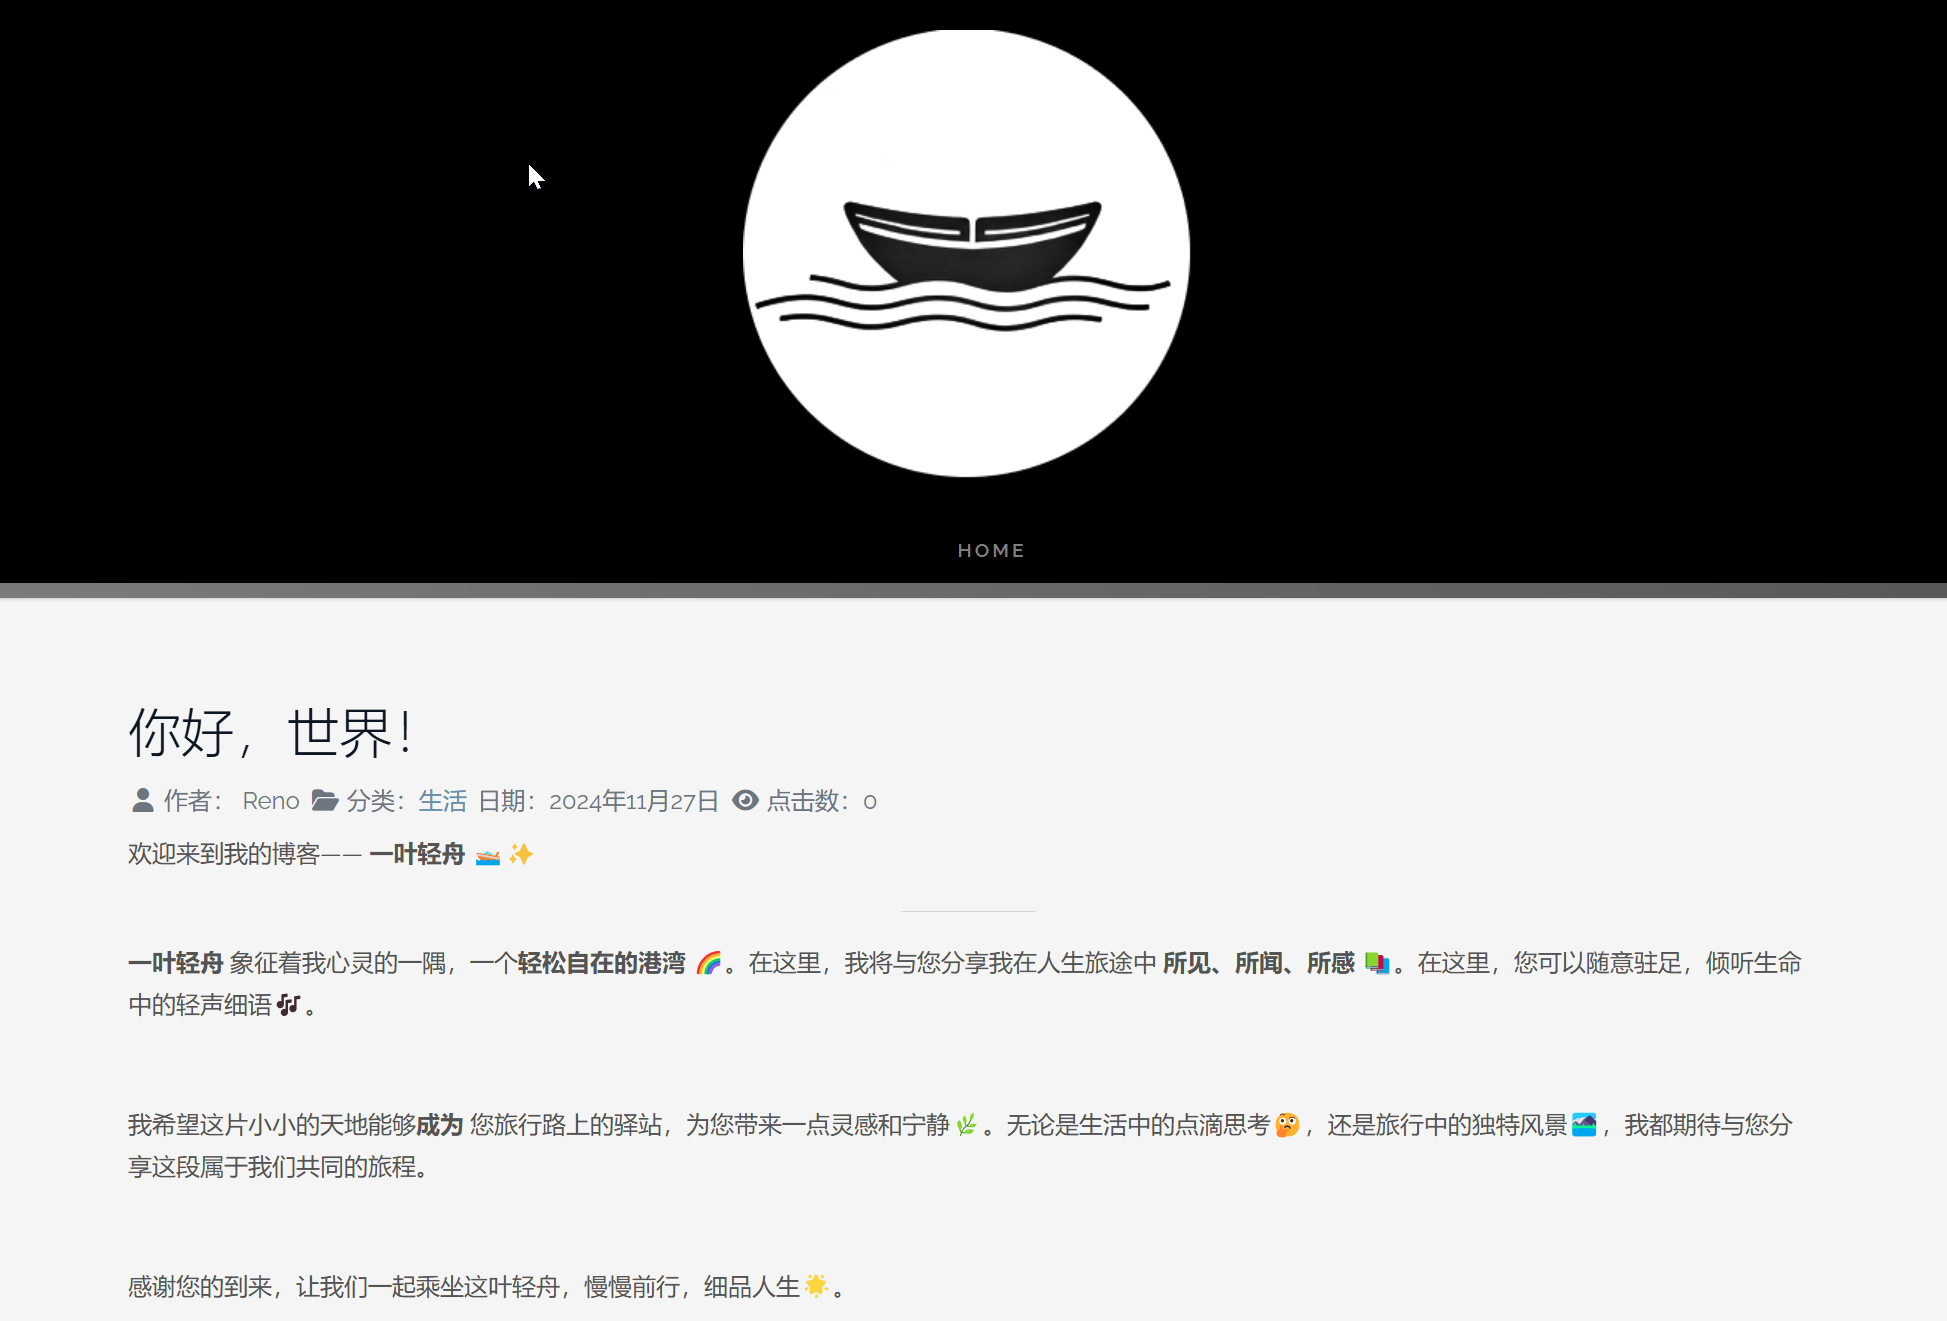 HOME
你好，世界！
作者： Reno 分类：生活 日期：2024年11月27日 点击数：0
欢迎来到我的博客—— 一叶轻舟 🚤 ✨
一叶轻舟 象征着我心灵的一隅，一个轻松自在的港湾 🌈。在这里，我将与您分享我在人生旅途中 所见、所闻、所感 📚。在这里，您可以随意驻足，倾听生命
中的轻声细语🎶。
我希望这片小小的天地能够成为 您旅行路上的驿站，为您带来一点灵感和宁静🌿。无论是生活中的点滴思考🤔，还是旅行中的独特风景🏞️，我都期待与您分
享这段属于我们共同的旅程。
感谢您的到来，让我们一起乘坐这叶轻舟，慢慢前行，细品人生🌟。